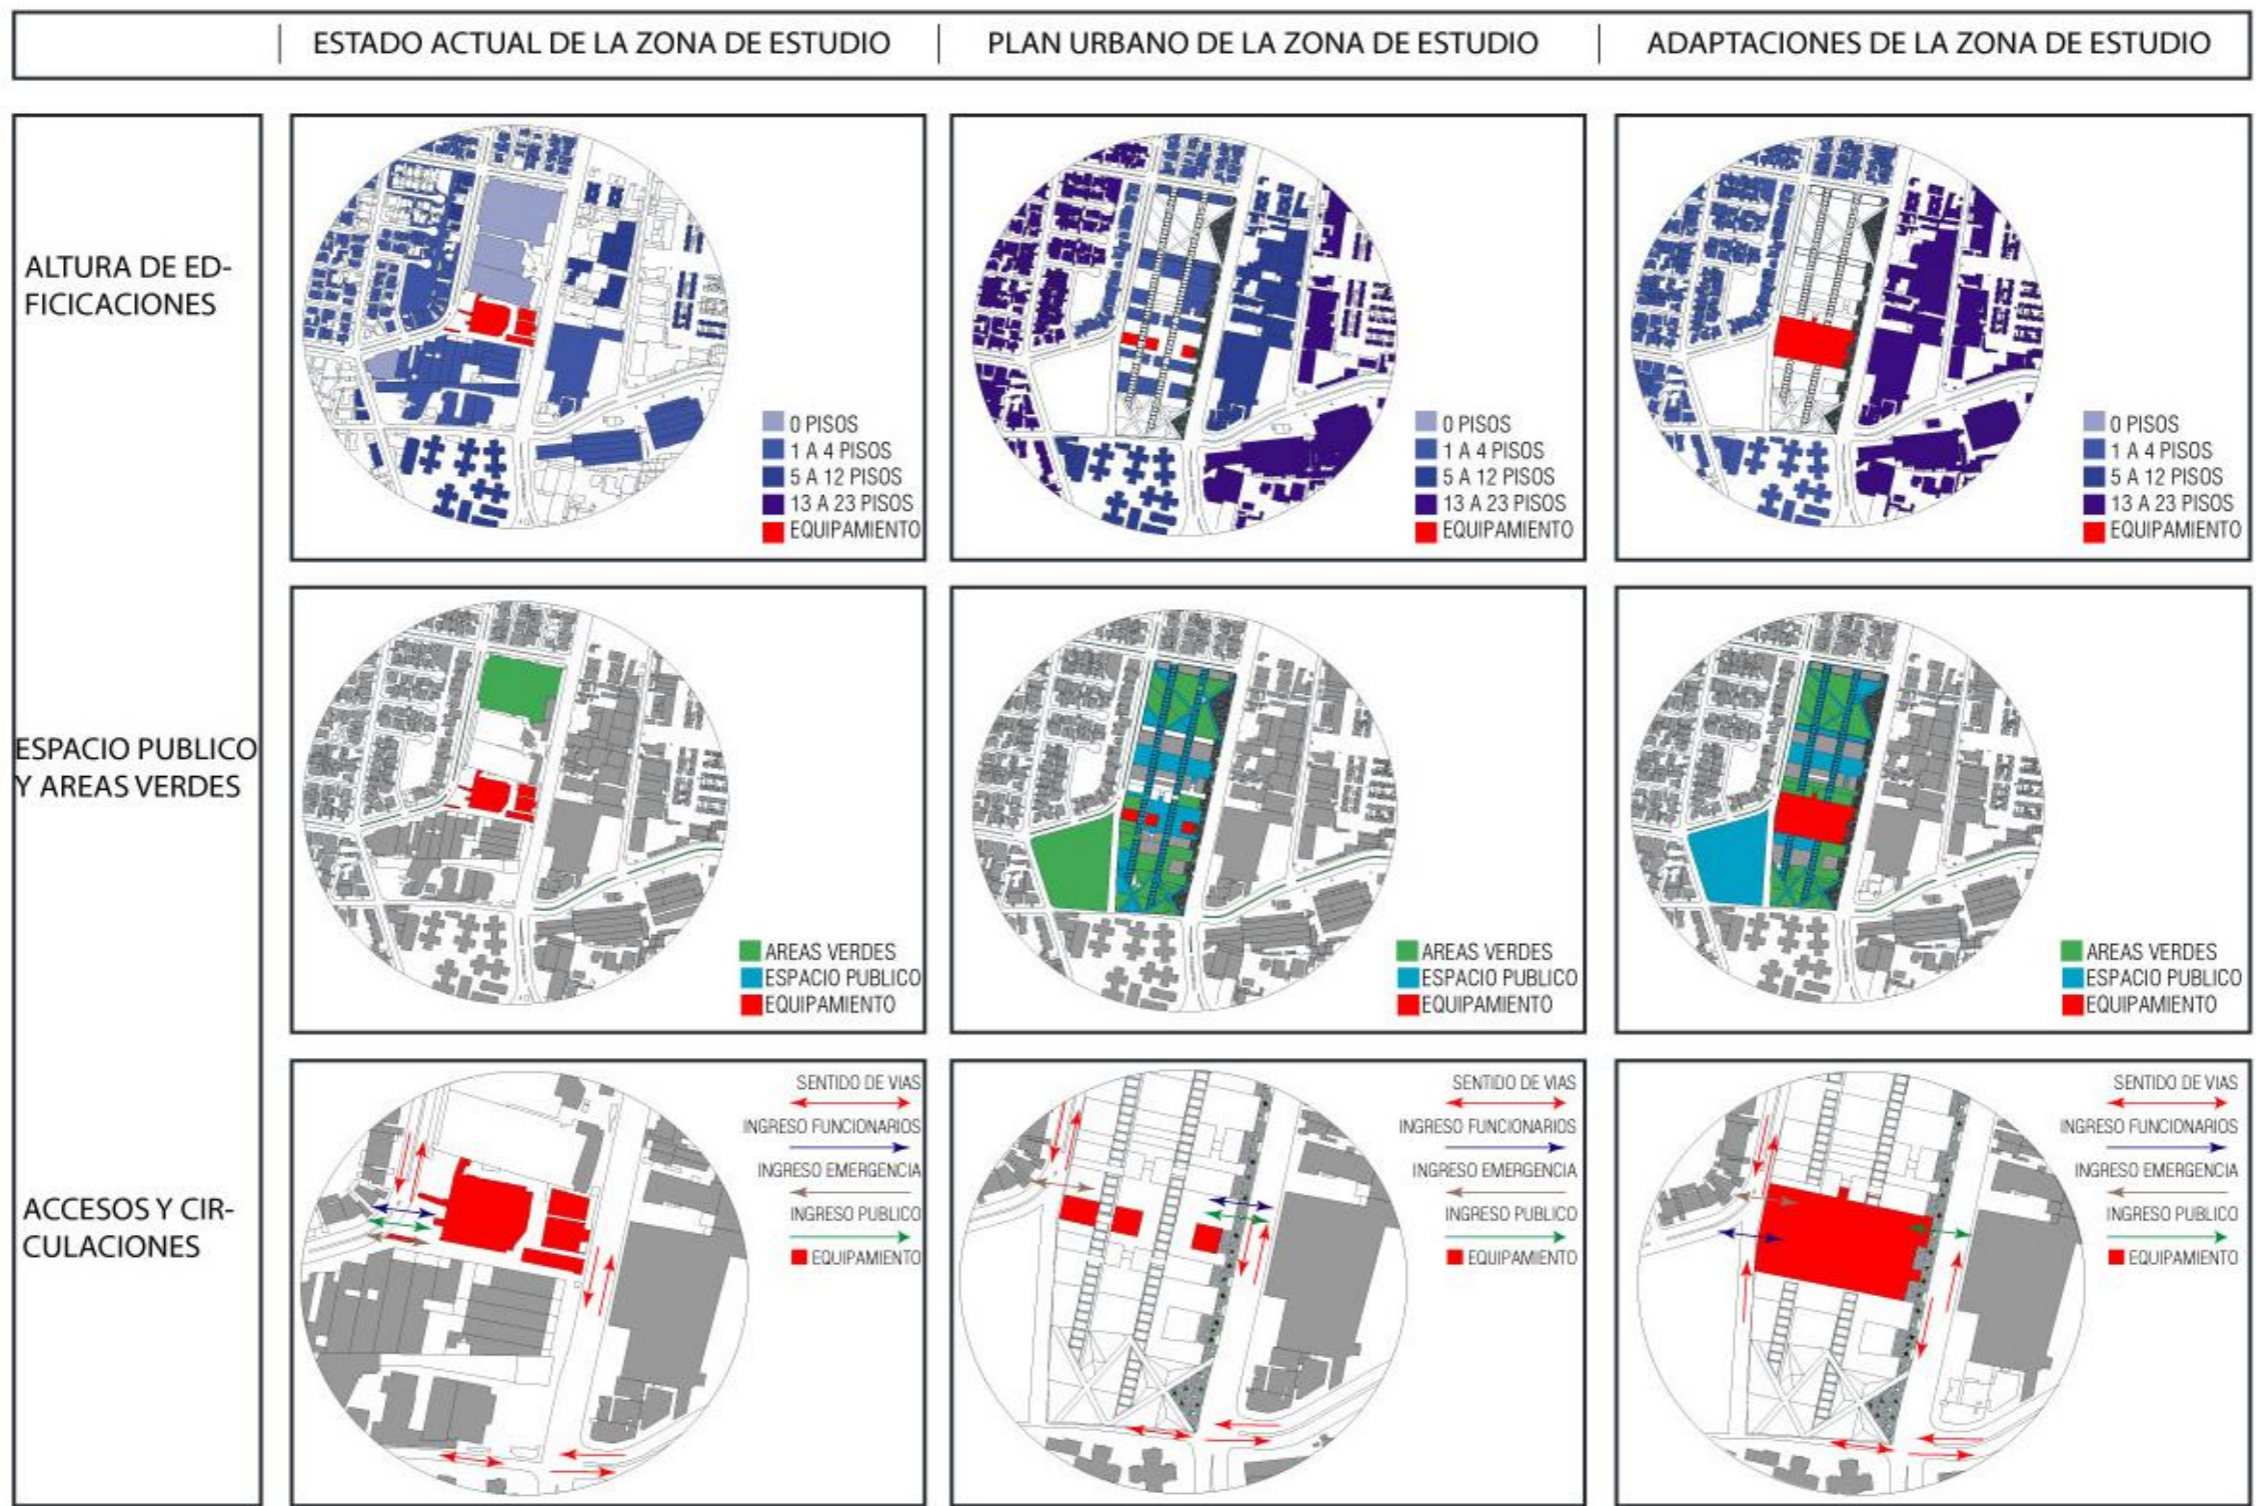 ESTADO ACTUAL DE LA ZONA DE ESTUDIO
PLAN URBANO DE LA ZONA DE ESTUDIO
ADAPTACIONES DE LA ZONA DE ESTUDIO
ALTURA DE ED-
FICICACIONES
0 PISOS
1 A 4 PISOS
5 A 12 PISOS
13 A 23 PISOS
EQUIPAMIENTO
0 PISOS
1 A 4 PISOS
5 A 12 PISOS
13 A 23 PISOS
EQUIPAMIENTO
0 PISOS
1 A 4 PISOS
5 A 12 PISOS
13 A 23 PISOS
EQUIPAMIENTO
ESPACIO PUBLICO
Y AREAS VERDES
AREAS VERDES
ESPACIO PUBLICO
EQUIPAMIENTO
AREAS VERDES
ESPACIO PUBLICO
EQUIPAMIENTO
AREAS VERDES
ESPACIO PUBLICO
EQUIPAMIENTO
ACCESOS Y CIR-
CULACIONES
SENTIDO DE VIAS
INGRESO FUNCIONARIOS
INGRESO EMERGENCIA
INGRESO PUBLICO
EQUIPAMIENTO
SENTIDO DE VIAS
INGRESO FUNCIONARIOS
INGRESO EMERGENCIA
INGRESO PUBLICO
EQUIPAMIENTO
SENTIDO DE VIAS
INGRESO FUNCIONARIOS
INGRESO EMERGENCIA
INGRESO PUBLICO
EQUIPAMIENTO